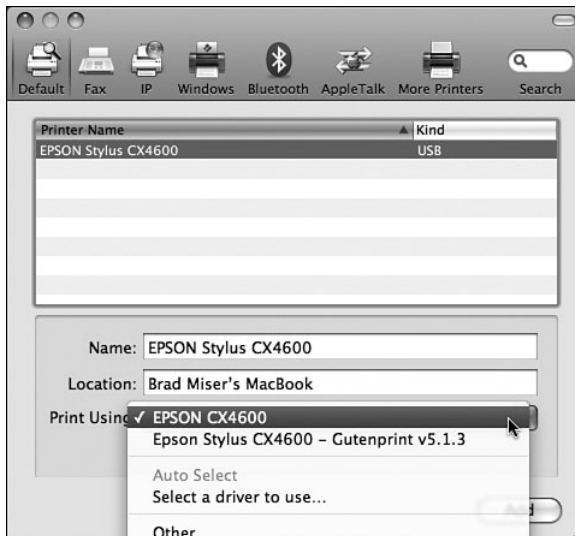 Default Fax IP Windows Bluetooth AppleTalk More Printers Search
Printer Name Kind
EPSON Stylus CX4600 USB
Name: EPSON Stylus CX4600
Location: Brad Miser's MacBook
Print Using ✓ EPSON CX4600
Epson Stylus CX4600 – Gutenprint v5.1.3
Auto Select
Select a driver to use...
Add
Other